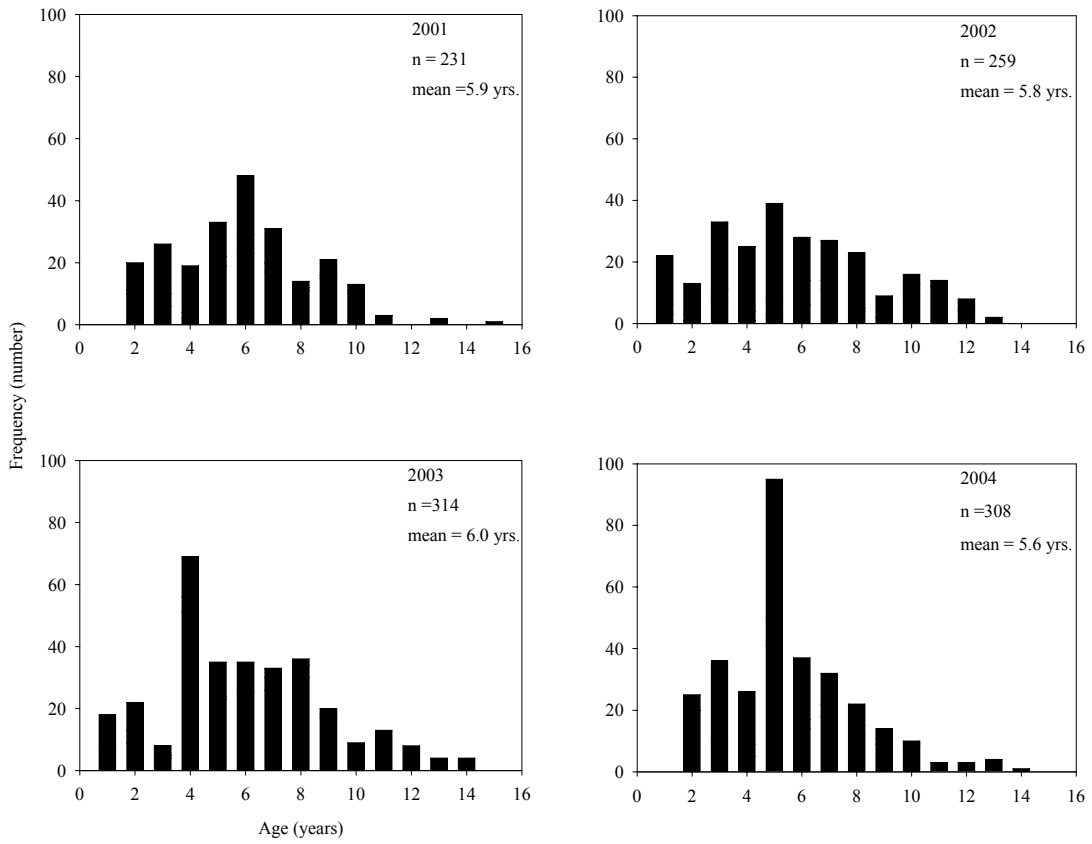 100
80
60
40
20
0
0 2 4 6 8 10 12 14 16
2001
n = 231
mean =5.9 yrs.
100
80
60
40
20
0
0 2 4 6 8 10 12 14 16
2002
n = 259
mean = 5.8 yrs.
Frequency (number)
100
80
60
40
20
0
0 2 4 6 8 10 12 14 16
2003
n =314
mean = 6.0 yrs.
Age (years)
100
80
60
40
20
0
0 2 4 6 8 10 12 14 16
2004
n =308
mean = 5.6 yrs.